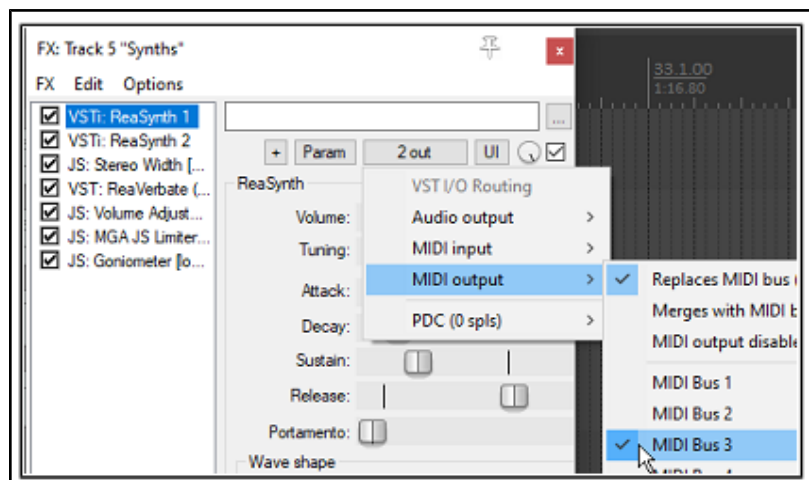 FX: Track 5 "Synths"
FX Edit Options
VSTi: ReaSynth 1
VSTi: ReaSynth 2
JS: Stereo Width [...
VST: ReaVerbate (...
JS: Volume Adjust...
JS: MGA JS Limiter...
JS: Goniometer [lo...
...
+ Param 2 out UI
ReaSynth
Volume:
Tuning:
Attack:
Decay:
Sustain:
Release:
Portamento:
Wave shape
VST I/O Routing
Audio output >
MIDI input >
MIDI output >
PDC (0 spls) >
Replaces MIDI bus
Merges with MIDI
MIDI output
MIDI Bus 1
MIDI Bus 2
MIDI Bus 3
33.1.00
1:16.80